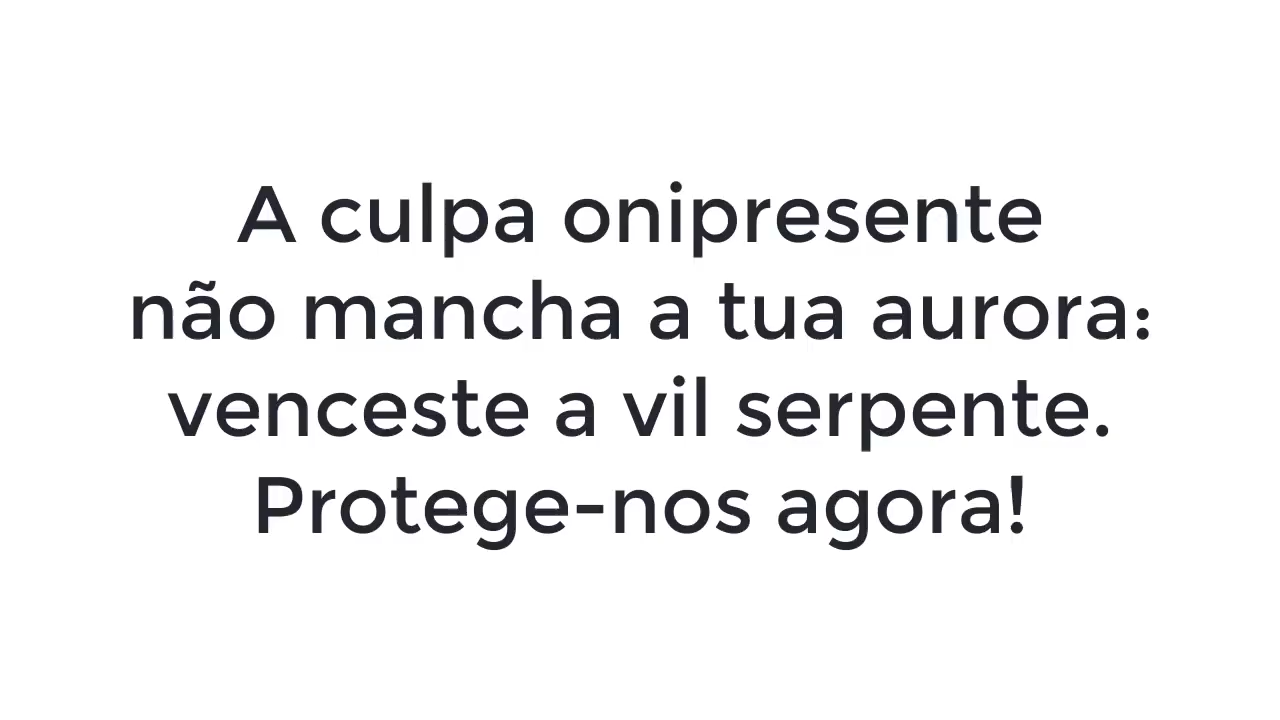 A culpa onipresente
não mancha a tua aurora:
venceste a vil serpente.
Protege-nos agora!